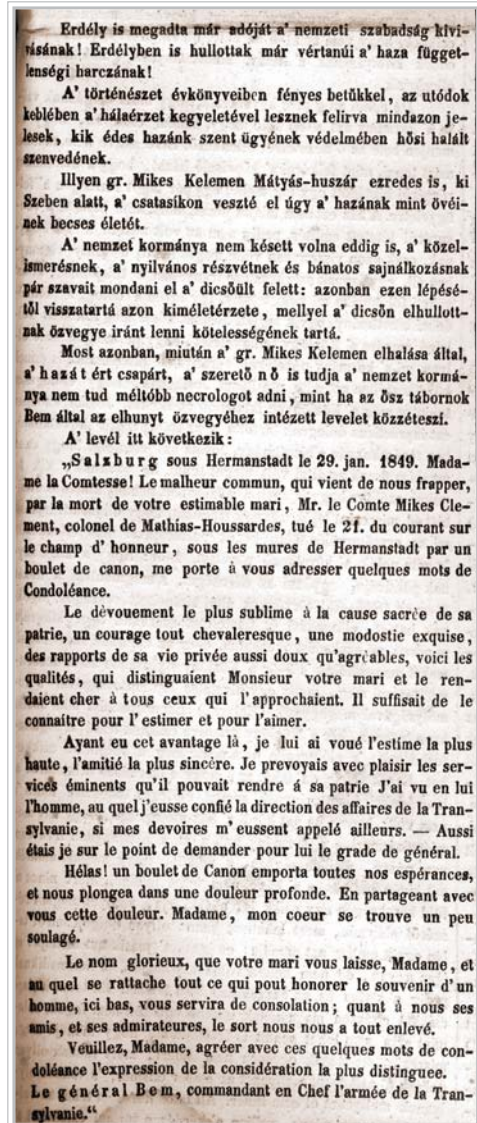 Erdély is megadta már adóját a' nemzeti szabadság kiví-
rásának! Erdélyben is hullottak már vértanúi a' haza függet-
lenségi harczának!
A' történészet évkönyveiben fényes betűkkel, az utódok
keblében a' hálaérzet kegyeletével lesznek felirva mindazon je-
lesek, kik édes hazánk szent ügyének védelmében hősi halált
szenvedének.
Illyen gr. Mikes Kelemen Mátyás-huszár ezredes is, ki
Szeben alatt, a' csatasikon veszté el úgy a' hazának mint övéi-
nek becses életét.
A' nemzet kormánya nem késett volna eddig is, a' közel-
ismerésnek, a' nyilvános részvétnek és bánatos sajnálkozásnak
pár szavait mondani el a' dicsőült felett: azonban ezen lépésé-
től visszatartá azon kiméletérzete, mellyel a' dicsőn elhullott-
nak özvegye iránt lenni kötelességének tartá.
Most azonban, miután a' gr. Mikes Kelemen elhalása által,
a' hazát ért csapárt, a' szerető nő is tudja a' nemzet kormá-
nya nem tud méltóbb necrologot adni, mint ha az ősz tábornok
Bem által az elhunyt özvegyéhez intézett levelet közzéteszí.
A' levél itt következik:
„Salzburg sous Hermanstadt le 29. jan. 1849. Mada-
me la Comtesse! Le malheur commun, qui vient de nous frapper,
par la mort de votre estimable mari, Mr. le Comte Mikes Cle-
ment, colonel de Mathias-Houssardes, tué le 21. du courant sur
le champ d' honneur, sous les mures de Hermanstadt par un
boulet de canon, me porte à vous adresser quelques mots de
Condoléance.
Le dèvouement le plus sublime à la cause sacrèe de sa
patrie, un courage tout chevaleresque, une modostie exquise,
des rapports de sa vie privée aussi doux qu'agréables, voici les
qualités, qui distinguaient Monsieur votre mari et le ren-
daient cher à tous ceux qui l'approchaient. Il suffisait de le
connaitre pour l' estimer et pour l'aimer.
Ayant eu cet avantage là, je lui ai voué l'estime la plus
haute, l'amitié la plus sincère. Je prevoyais avec plaisir les ser-
vices éminents qu'il pouvait rendre á sa patrie J'ai vu en lui
l'homme, au quel j'eusse confié la direction des affaires de la Tran-
sylvanie, si mes devoires m' eussent appelé ailleurs. — Aussi
étais je sur le point de demander pour lui le grade de général.
Hélas! un boulet de Canon emporta toutes nos espérances,
et nous plongea dans une douleur profonde. En partageant avec
vous cette douleur. Madame, mon coeur se trouve un peu
soulagé.
Le nom glorieux, que votre mari vous laisse, Madame, et
au quel se rattache tout ce qui pout honorer le souvenir d' un
homme, ici bas, vous servira de consolation; quant à nous ses
amis, et ses admirateures, le sort nous nous a tout enlevé.
Veuillez, Madame, agréer avec ces quelques mots de con-
doléance l'expression de la considération la plus distinguee.
Le général Bem, commandant en Chef l'armée de la Tran-
sylvanie.“